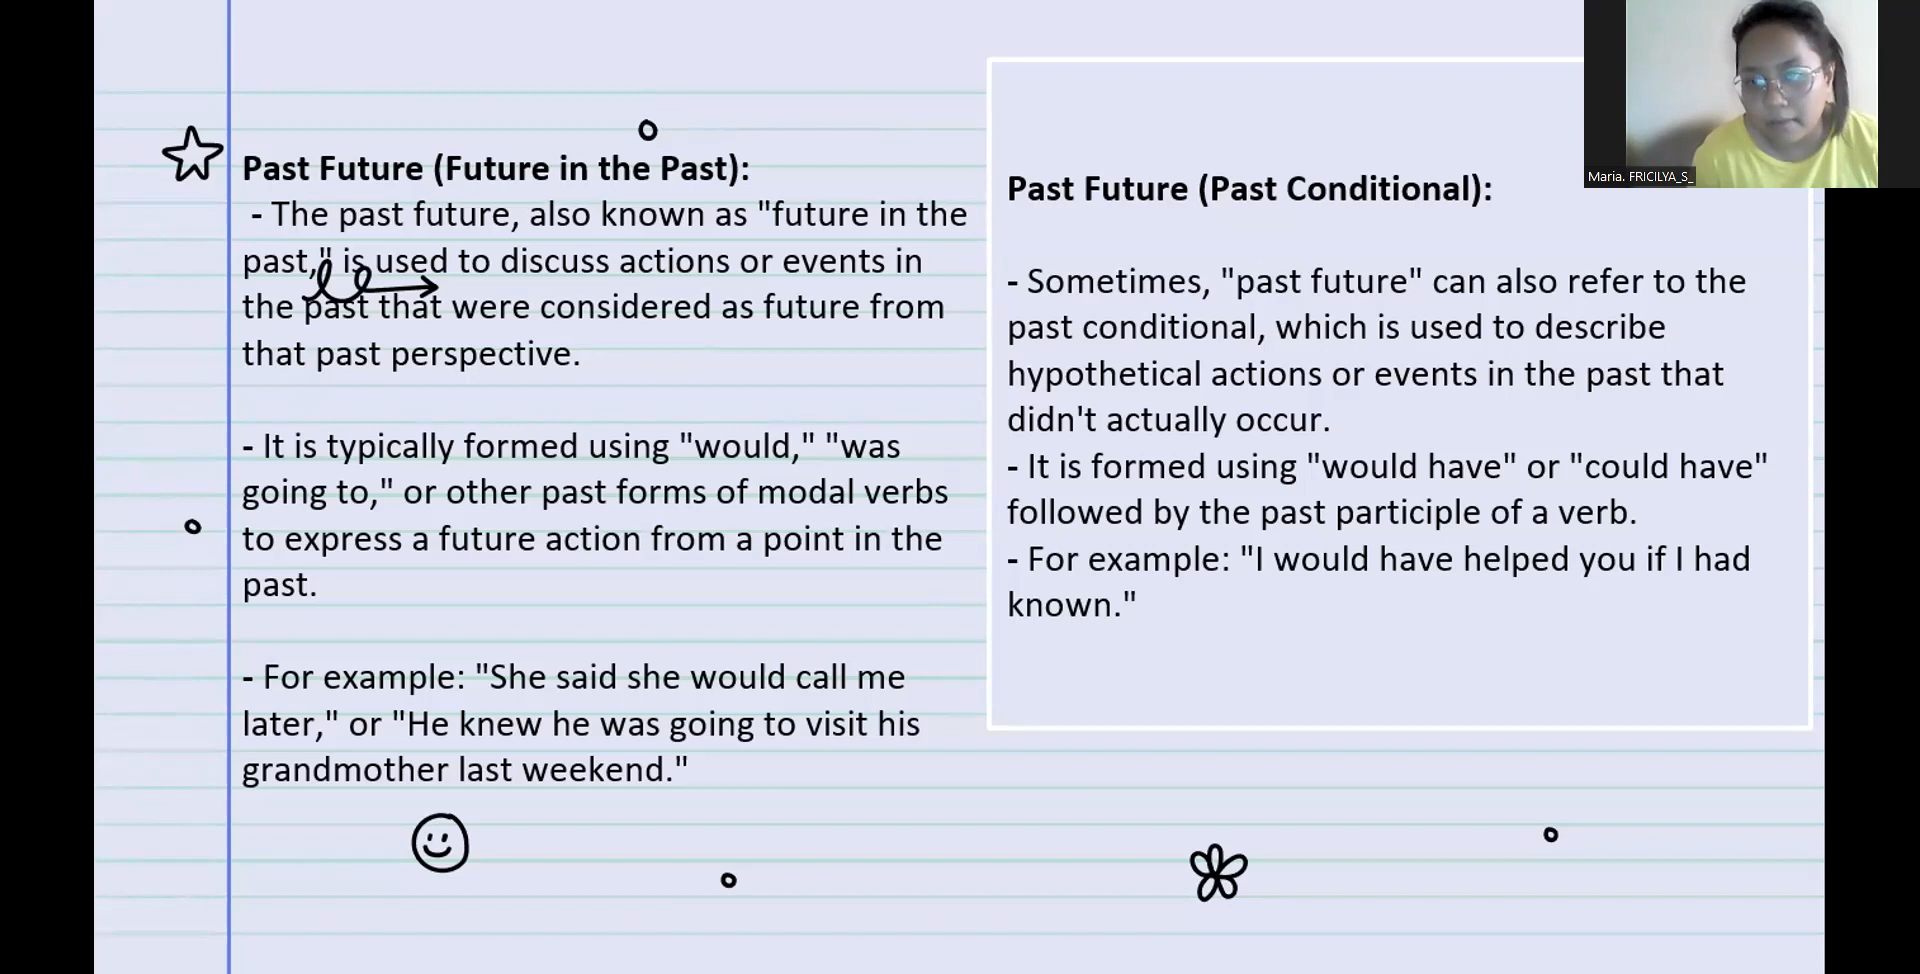 Past Future (Future in the Past):
- The past future, also known as "future in the
past," is used to discuss actions or events in
the past that were considered as future from
that past perspective.
- It is typically formed using "would," "was
going to," or other past forms of modal verbs
to express a future action from a point in the
past.
- For example: "She said she would call me
later," or "He knew he was going to visit his
grandmother last weekend."
Past Future (Past Conditional):
- Sometimes, "past future" can also refer to the
past conditional, which is used to describe
hypothetical actions or events in the past that
didn't actually occur.
- It is formed using "would have" or "could have"
followed by the past participle of a verb.
- For example: "I would have helped you if I had
known."
Maria. FRICILYA_S_